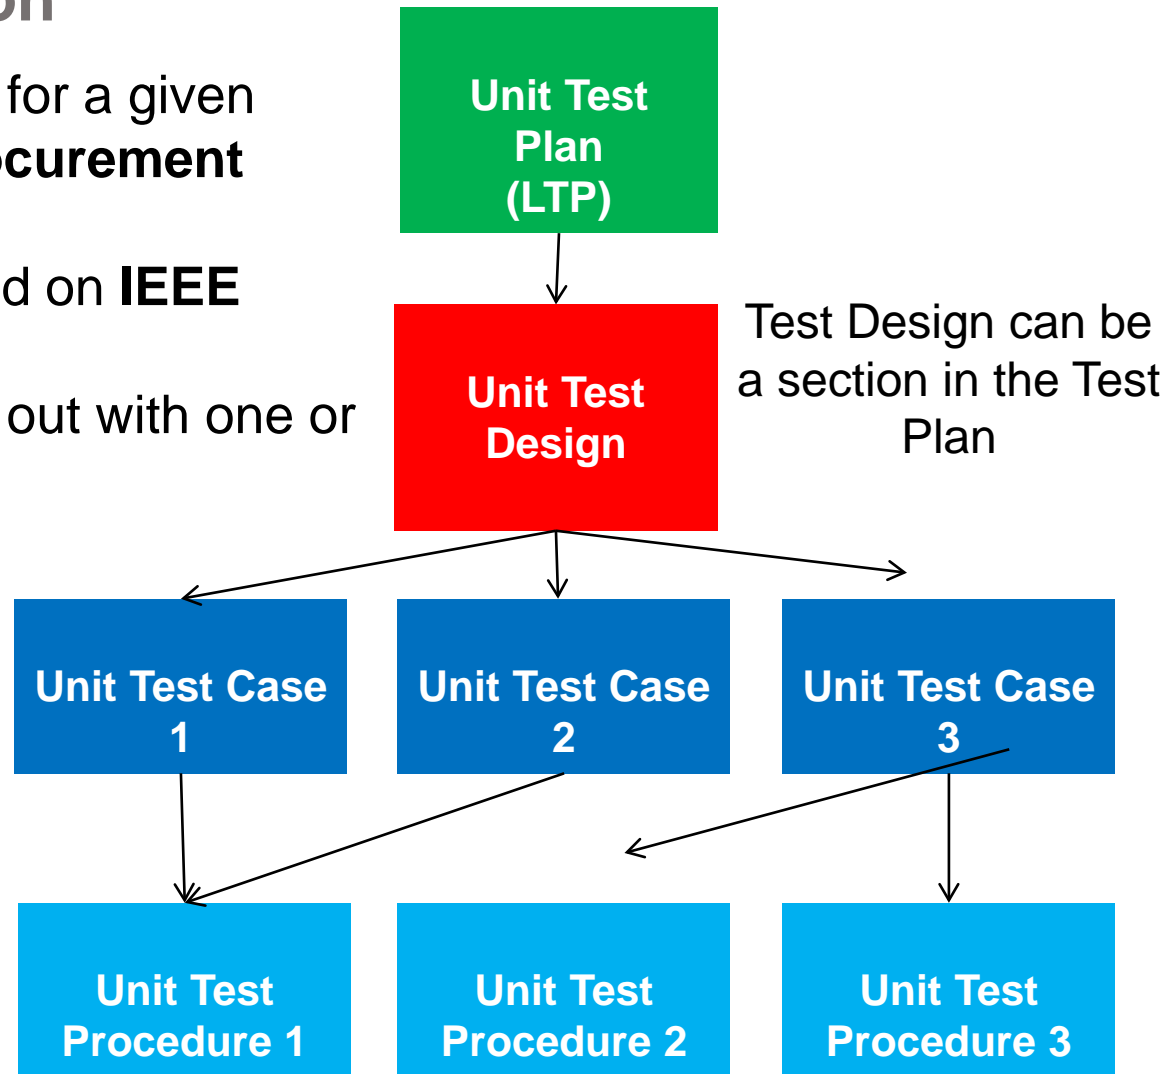 for a given
ocurement
d on IEEE
out with one or
Unit Test
Plan
(LTP)
Unit Test
Design
Test Design can be
a section in the Test
Plan
Unit Test Case
1
Unit Test Case
2
Unit Test Case
3
Unit Test
Procedure 1
Unit Test
Procedure 2
Unit Test
Procedure 3